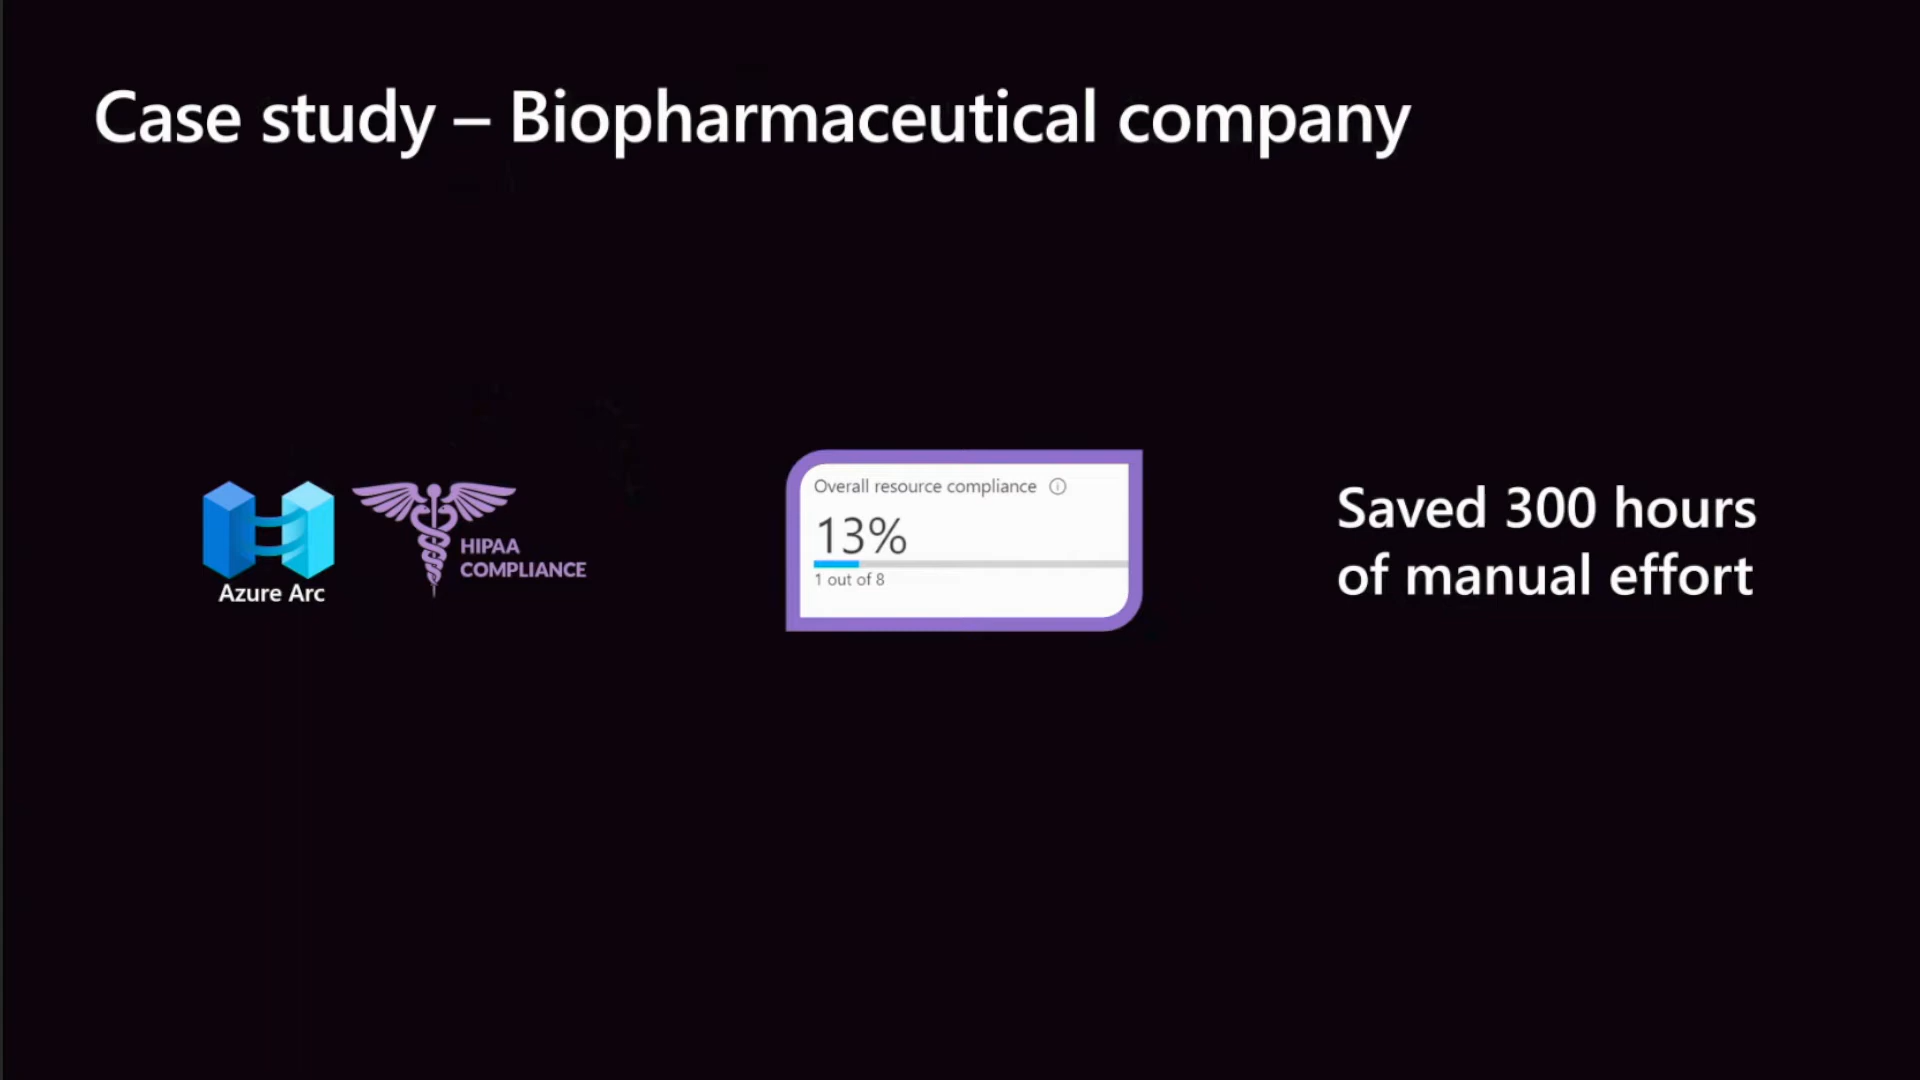 Case study – Biopharmaceutical company
Azure Arc
HIPAA
COMPLIANCE
Overall resource compliance
13%
1 out of 8
Saved 300 hours
of manual effort